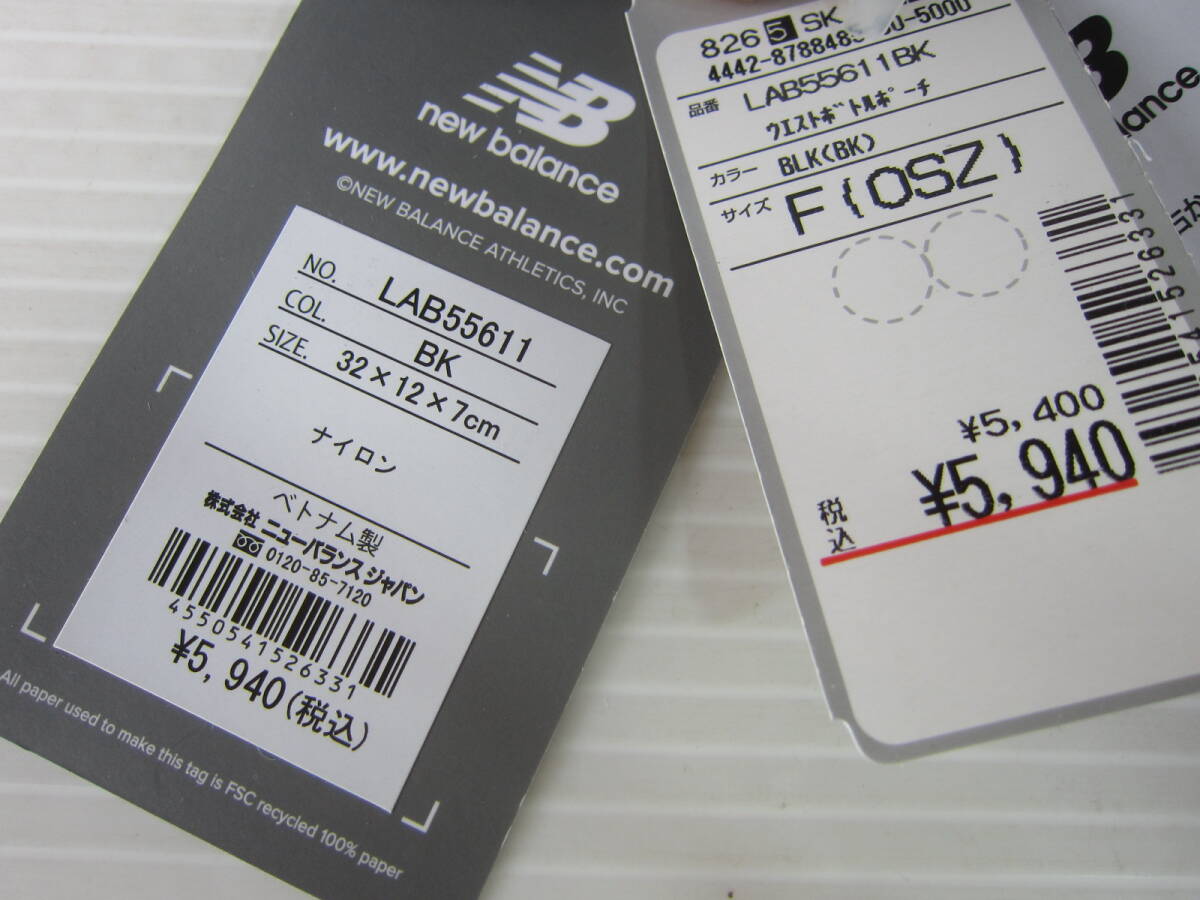 NB
new balance
www.newbalance.com
©NEW BALANCE ATHLETICS, INC
NO. LAB55611
COL. BK
SIZE. 32×12×7cm
ナイロン
ベトナム製
株式会社 ニューバランス ジャパン
0120-85-7120
4550541526331
¥5,940(税込)
All paper used to make this tag is FSC recycled 100% paper
826 5 SK
品番 LAB55611BK
ウエストボトルポーチ
カラー BLK(BK)
サイズ F(OSZ)
¥5,400
税込 ¥5,940